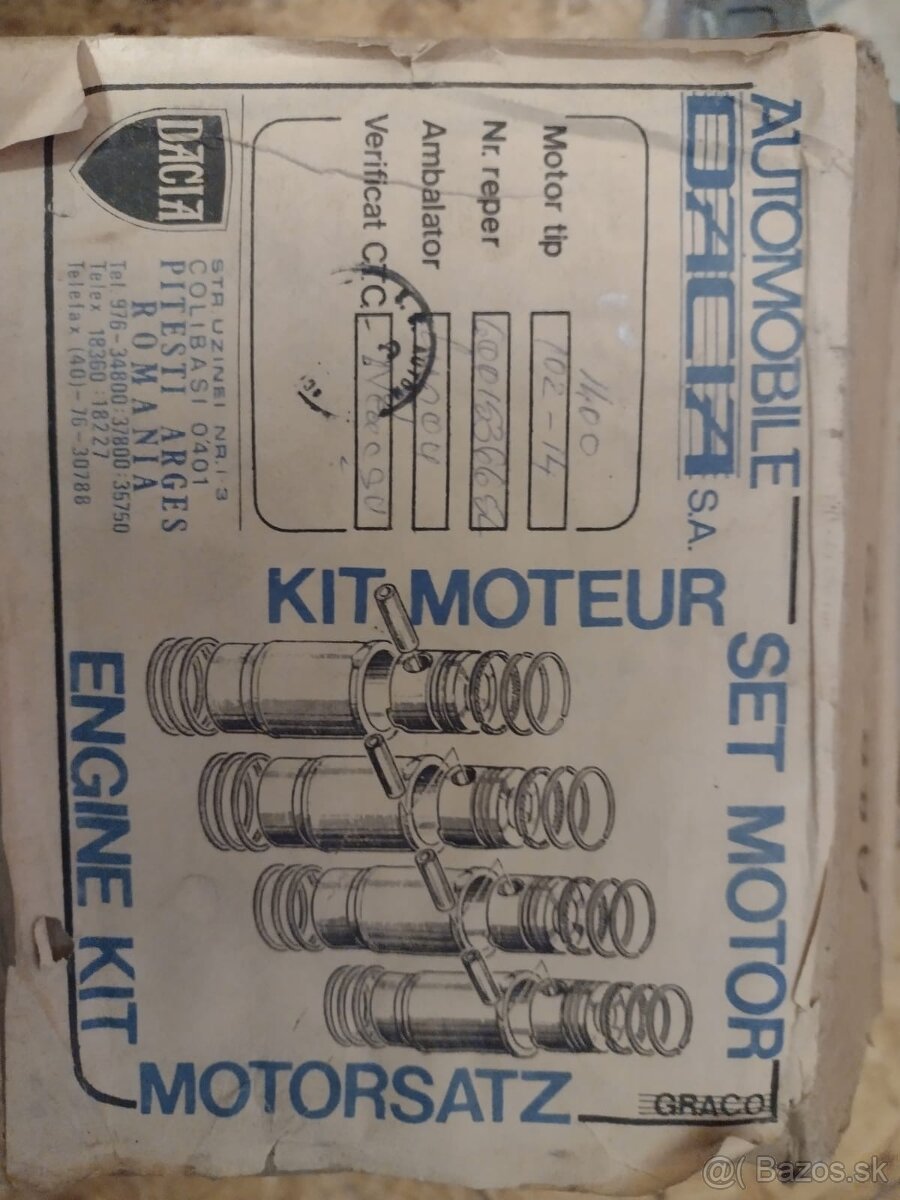 AUTOMOBILE
DACIA S.A.
SET MOTOR
1400
Motor tip 102-14
Nr. reper
Ambalator
Verificat C.T.C.
DACIA
STR.UZINEI NR.1-3
COLIBASI 0401
PITESTI ARGES
ROMANIA
Tel. 976-34800:37800:35750
Telex 18360:18227
Telefax (40)-76-30788
KIT MOTEUR
ENGINE KIT
MOTORSATZ
GRACO
@( Bazos.sk